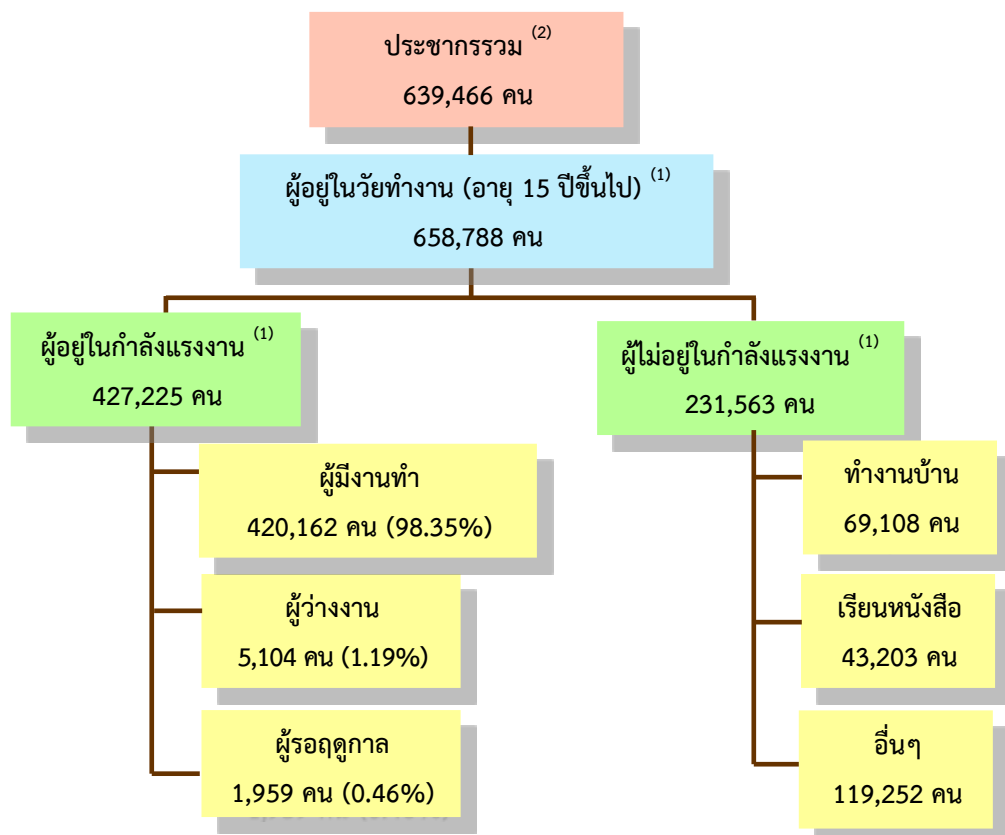 ประชากรรวม (2)
639,466 คน
ผู้อยู่ในวัยทำงาน (อายุ 15 ปีขึ้นไป) (1)
658,788 คน
ผู้อยู่ในกำลังแรงงาน (1)
427,225 คน
ผู้มีงานทำ
420,162 คน (98.35%)
ผู้ว่างงาน
5,104 คน (1.19%)
ผู้รอฤดูกาล
1,959 คน (0.46%)
ผู้ไม่อยู่ในกำลังแรงงาน (1)
231,563 คน
ทำงานบ้าน
69,108 คน
เรียนหนังสือ
43,203 คน
อื่นๆ
119,252 คน